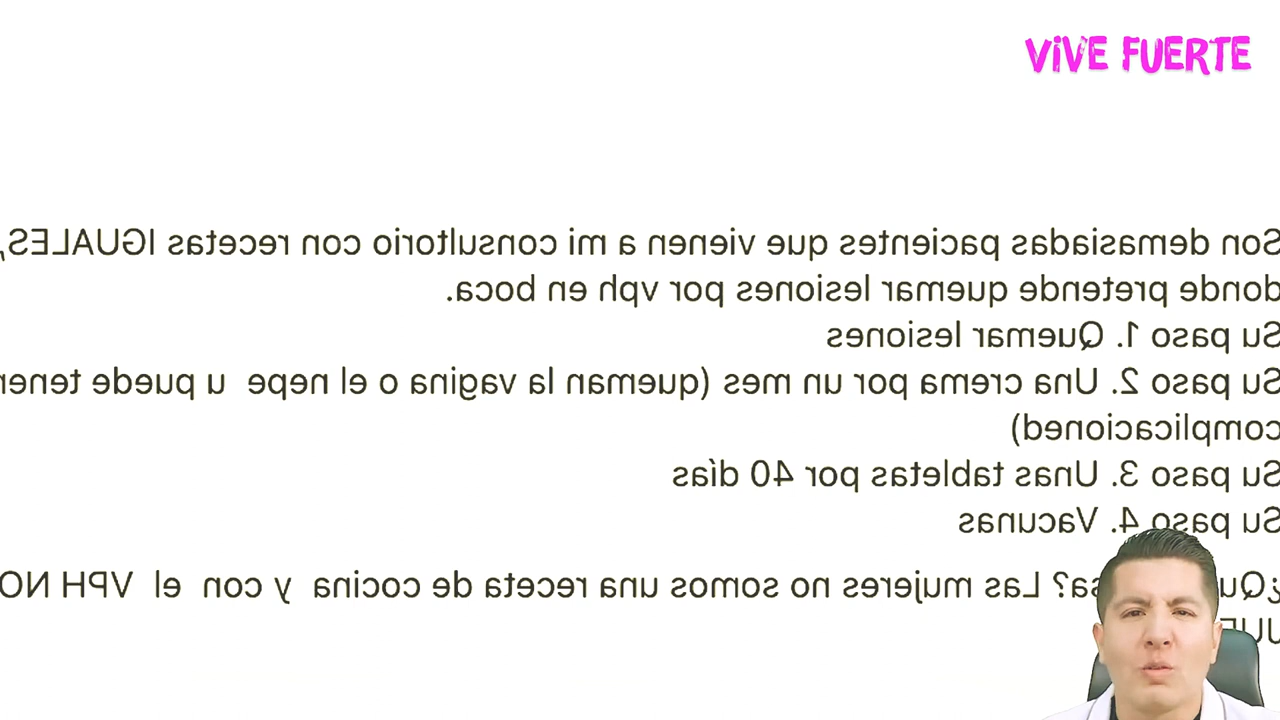 VIVE FUERTE
Son demasiadas pacientes que vienen a mi consultorio con recetas IGUALES,
donde pretende quemar lesiones por vph en boca.
Su paso 1. Quemar lesiones
Su paso 2. Una crema por un mes (queman la vagina o el nepe u puede tener
complicacioned)
Su paso 3. Unas tabletas por 40 días
Su paso 4. Vacunas
Las mujeres no somos una receta de cocina y con el VPH NO